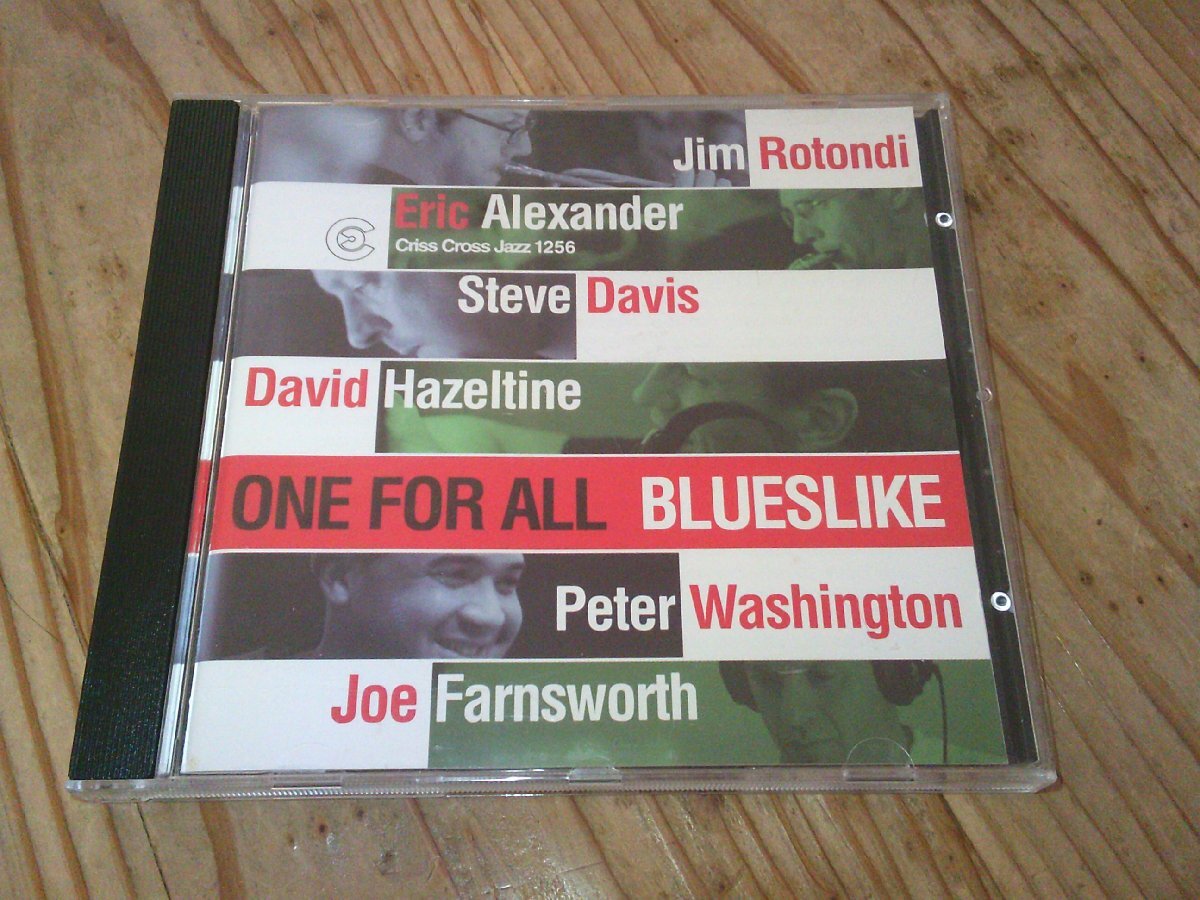 Jim Rotondi
Eric Alexander
Criss Cross Jazz 1256
Steve Davis
David Hazeltine
ONE FOR ALL BLUESLIKE
Peter Washington
Joe Farnsworth